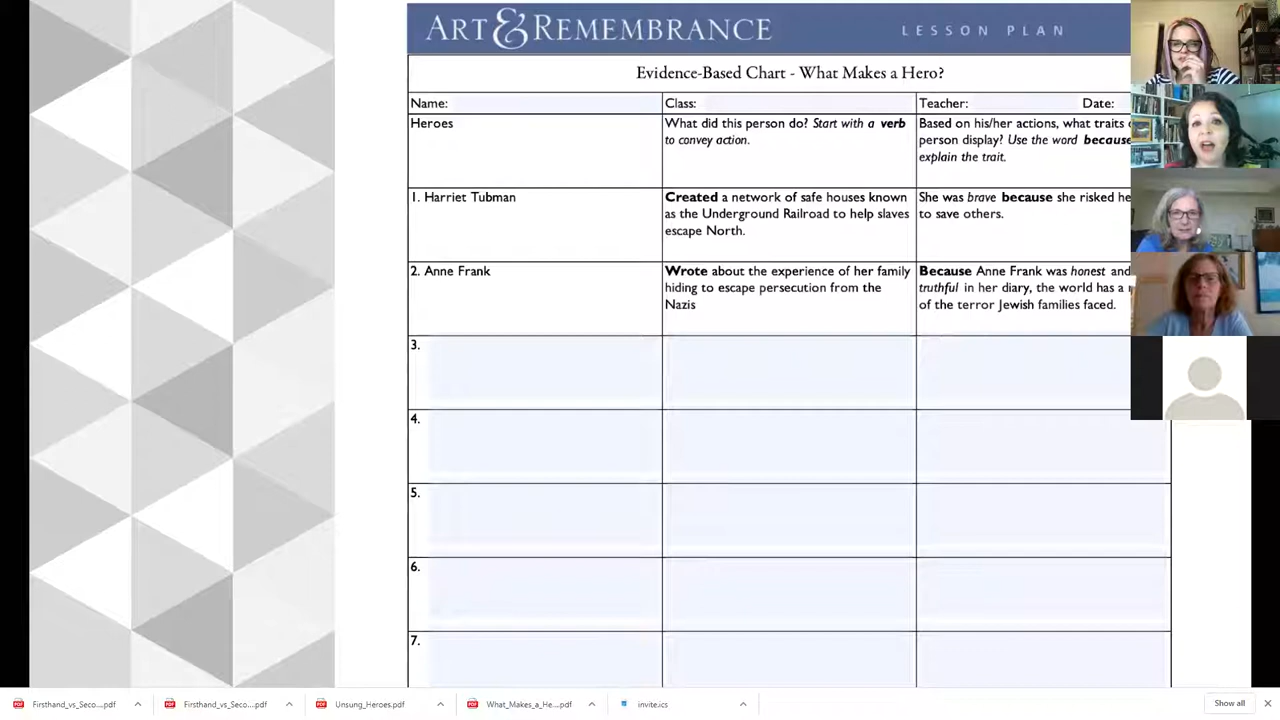 ART & REMEMBRANCE
LESSON PLAN
Evidence-Based Chart - What Makes a Hero?
Name:
Class:
Teacher:
Date:
Heroes
What did this person do? Start with a verb
to convey action.
Based on his/her actions, what traits
person display? Use the word because
explain the trait.
1. Harriet Tubman
Created a network of safe houses known
as the Underground Railroad to help slaves
escape North.
She was brave because she risked
to save others.
2. Anne Frank
Wrote about the experience of her family
hiding to escape persecution from the
Nazis
Because Anne Frank was honest and
truthful in her diary, the world has a
of the terror Jewish families faced.
3.
4.
5.
6.
7.
Firsthand_vs_Seco....pdf
Firsthand_vs_Seco....pdf
Unsung_Heroes.pdf
What_Makes_a_He....pdf
invite.ics
Show all